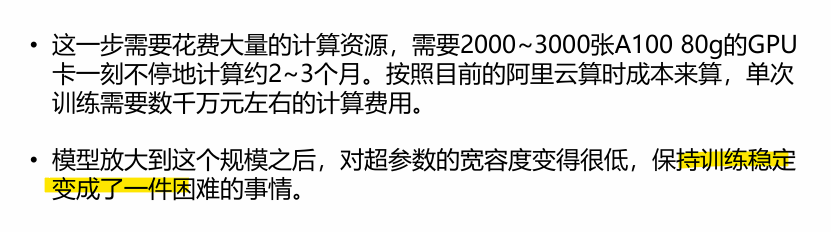 • 这一步需要花费大量的计算资源，需要2000~3000张A100 80g的GPU
卡一刻不停地计算约2~3个月。按照目前的阿里云算时成本来算，单次
训练需要数千万元左右的计算费用。
• 模型放大到这个规模之后，对超参数的宽容度变得很低，保持训练稳定
变成了一件困难的事情。